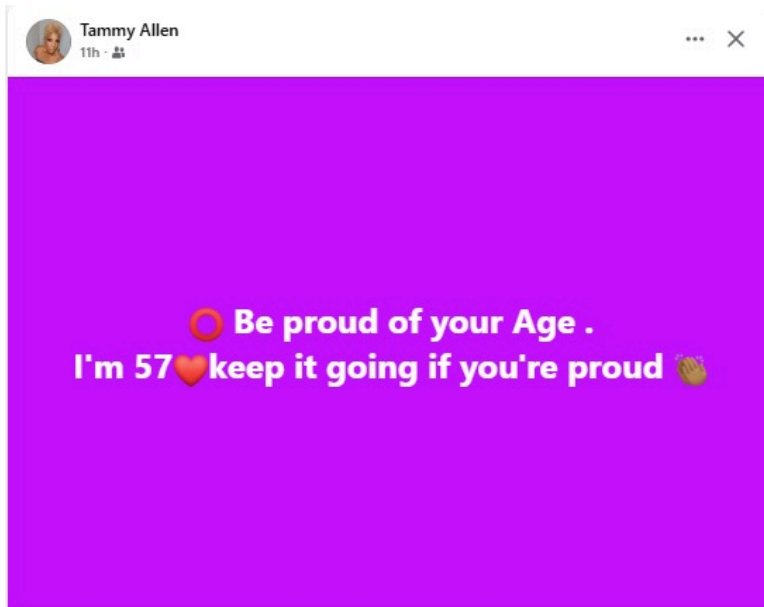 Tammy Allen
11h ·
⭕ Be proud of your Age .
I'm 57❤️keep it going if you're proud 👏🏾